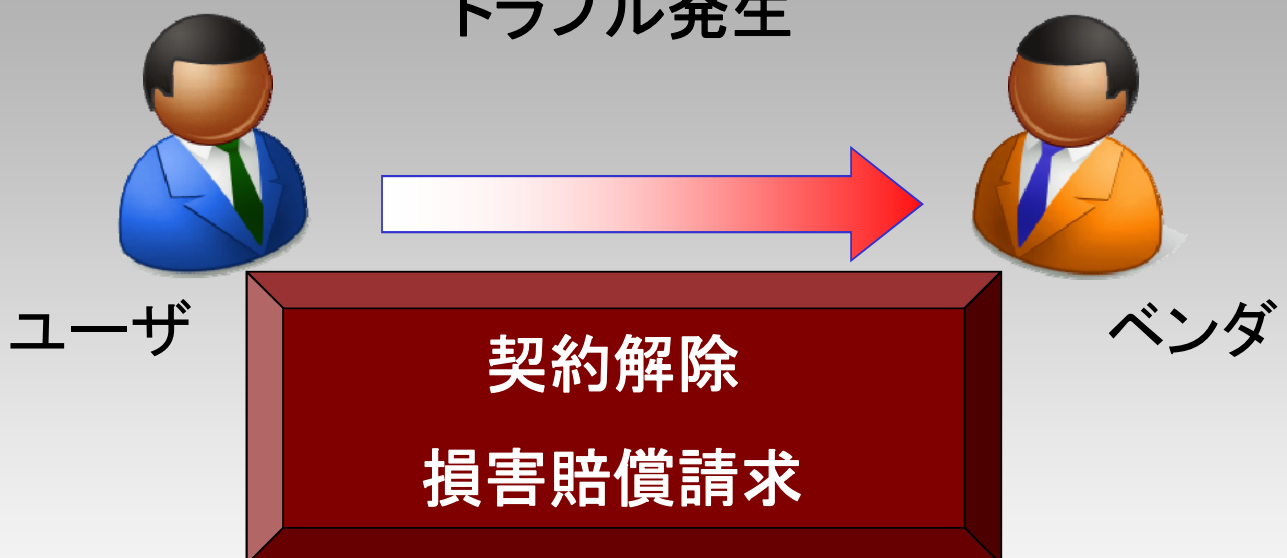 トラブル発生
ユーザ
ベンダ
契約解除
損害賠償請求